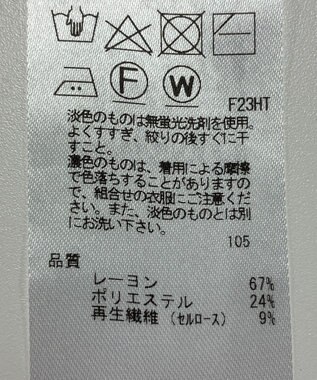 F W
F23HT
淡色のものは無蛍光洗剤を使用。
よくすすぎ、絞りの後すぐに干
すこと。
濃色のものは、着用による摩擦
で色落ちすることがありますの
で、組合せの衣服にご注意くだ
さい。また、淡色のものとは別
にお洗い下さい。
105
品質
レーヨン 67%
ポリエステル 24%
再生繊維（セルロース） 9%